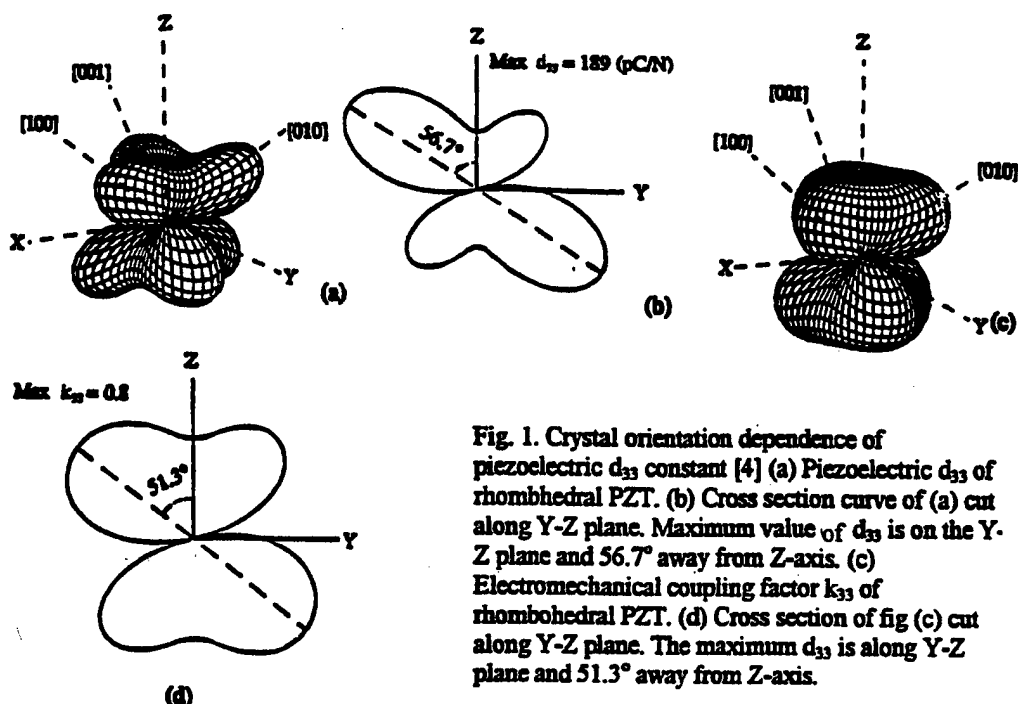 Z
[001]
[100]
[010]
X
Y
(a)
Z
Max d₃₃ = 189 (pC/N)
56.7°
Y
(b)
Z
[001]
[100]
[010]
X
Y
(c)
Z
Max k₃₃ = 0.8
51.3°
Y
(d)
Fig. 1. Crystal orientation dependence of
piezoelectric d₃₃ constant [4] (a) Piezoelectric d₃₃ of
rhombhedral PZT. (b) Cross section curve of (a) cut
along Y-Z plane. Maximum value of d₃₃ is on the Y-
Z plane and 56.7° away from Z-axis. (c)
Electromechanical coupling factor k₃₃ of
rhombohedral PZT. (d) Cross section of fig (c) cut
along Y-Z plane. The maximum d₃₃ is along Y-Z
plane and 51.3° away from Z-axis.